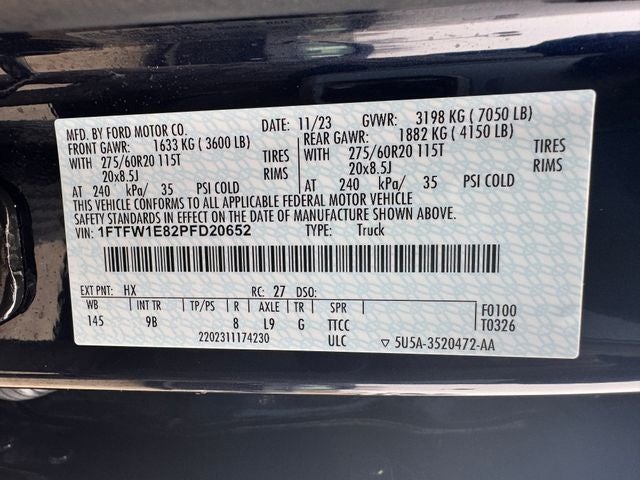 MFD. BY FORD MOTOR CO. DATE: 11/23 GVWR: 3198 KG ( 7050 LB)
FRONT GAWR: 1633 KG ( 3600 LB) REAR GAWR: 1882 KG ( 4150 LB)
WITH 275/60R20 115T TIRES WITH 275/60R20 115T TIRES
20x8.5J RIMS 20x8.5J RIMS
AT 240 kPa/ 35 PSI COLD AT 240 kPa/ 35 PSI COLD
THIS VEHICLE CONFORMS TO ALL APPLICABLE FEDERAL MOTOR VEHICLE
SAFETY STANDARDS IN EFFECT ON THE DATE OF MANUFACTURE SHOWN ABOVE.
VIN: 1FTFW1E82PFD20652 TYPE: Truck
EXT PNT: HX RC: 27 DSO:
WB INT TR TP/PS R AXLE TR SPR F0100
145 9B 8 L9 G TTCC T0326
2202311174230 ULC ▽ 5U5A-3520472-AA